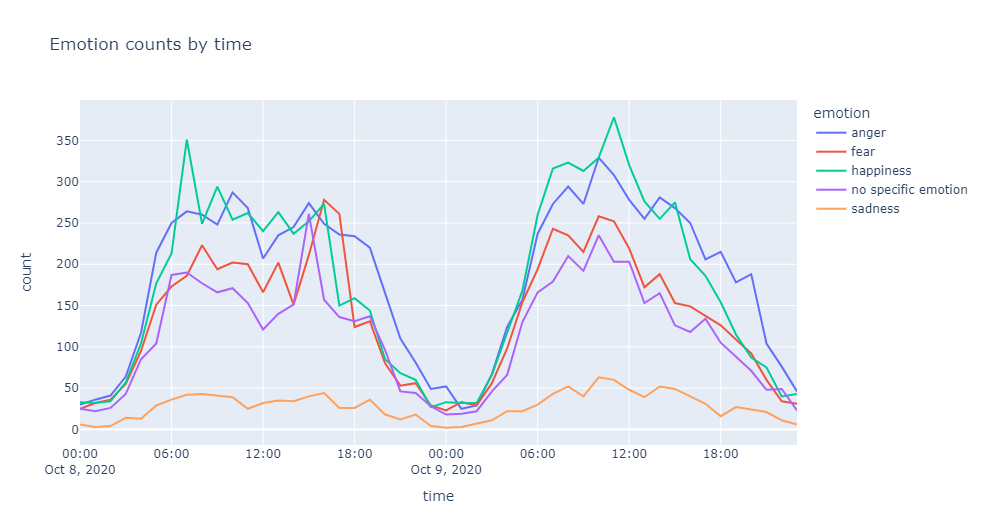 Emotion counts by time
emotion
anger
fear
happiness
no specific emotion
sadness
count
350
300
250
200
150
100
50
0
00:00 06:00 12:00 18:00 00:00 06:00 12:00 18:00
Oct 8, 2020 Oct 9, 2020
time